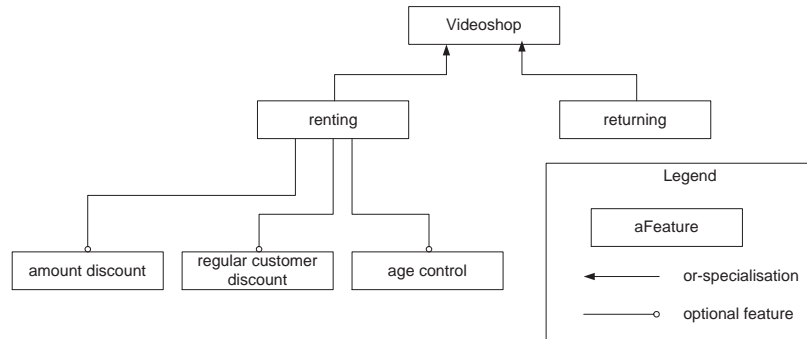 Videoshop
renting
returning
Legend
aFeature
amount discount
regular customer
discount
age control
or-specialisation
optional feature